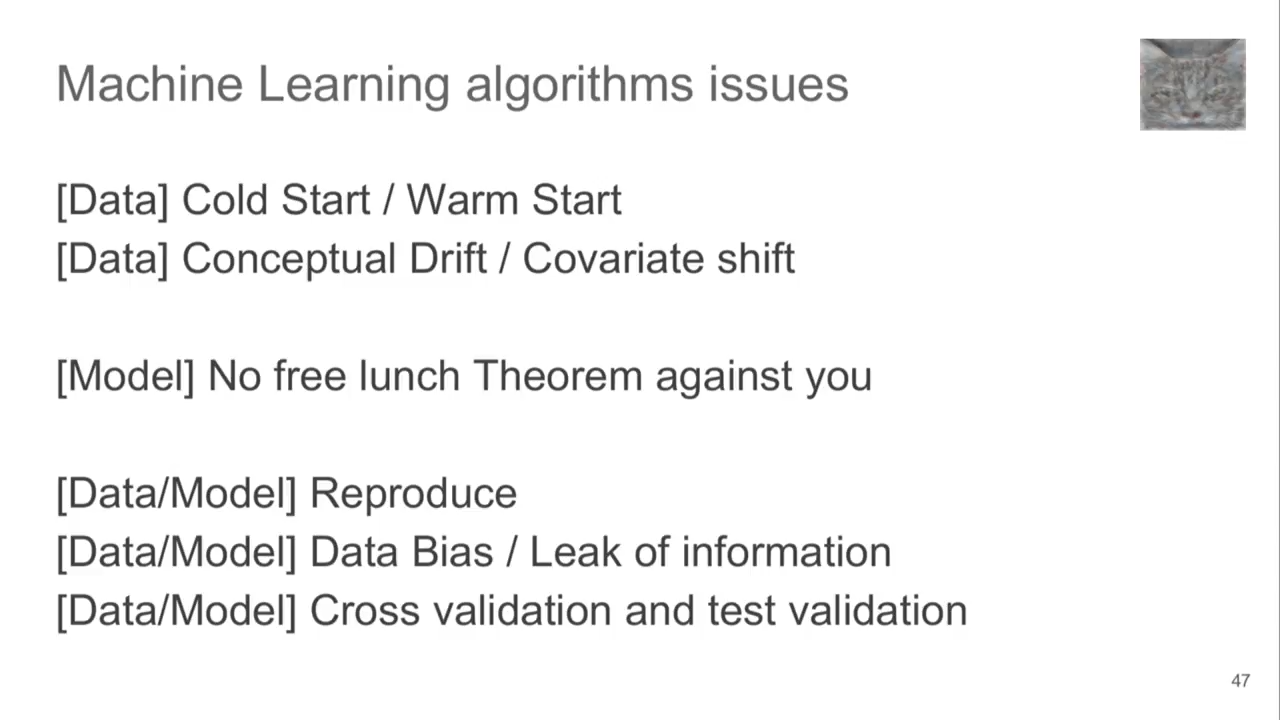 Machine Learning algorithms issues
[Data] Cold Start / Warm Start
[Data] Conceptual Drift / Covariate shift
[Model] No free lunch Theorem against you
[Data/Model] Reproduce
[Data/Model] Data Bias / Leak of information
[Data/Model] Cross validation and test validation
47